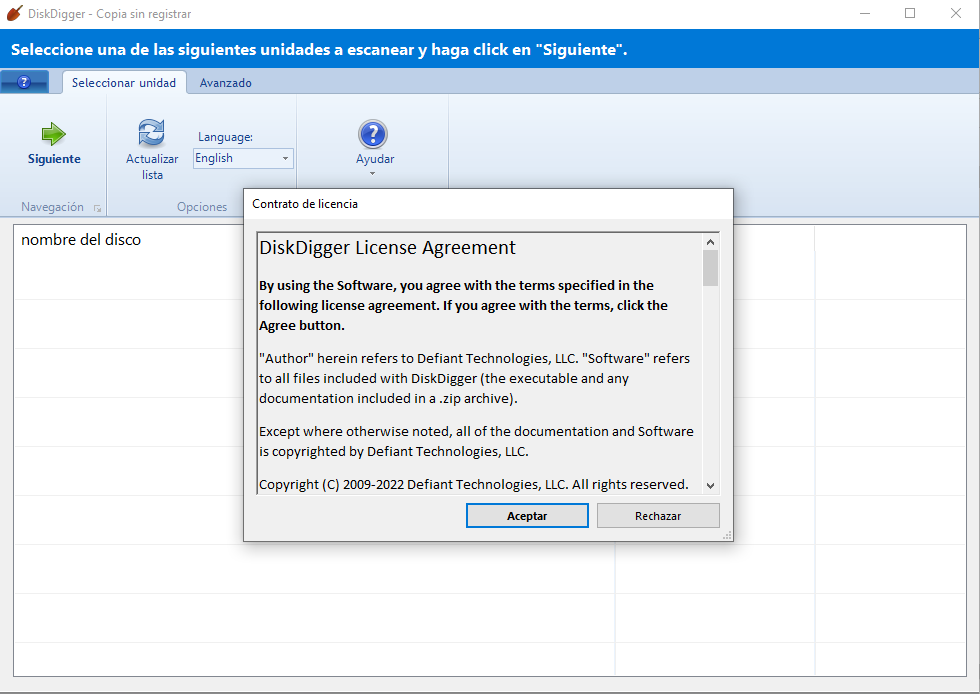 DiskDigger - Copia sin registrar
Seleccione una de las siguientes unidades a escanear y haga click en "Siguiente".
Seleccionar unidad
Avanzado
Siguiente
Actualizar
lista
Language:
English
Ayudar
Navegación
Opciones
nombre del disco
Contrato de licencia
DiskDigger License Agreement
By using the Software, you agree with the terms specified in the
following license agreement. If you agree with the terms, click the
Agree button.
"Author" herein refers to Defiant Technologies, LLC. "Software" refers
to all files included with DiskDigger (the executable and any
documentation included in a .zip archive).
Except where otherwise noted, all of the documentation and Software
is copyrighted by Defiant Technologies, LLC.
Copyright (C) 2009-2022 Defiant Technologies, LLC. All rights reserved.
Aceptar
Rechazar